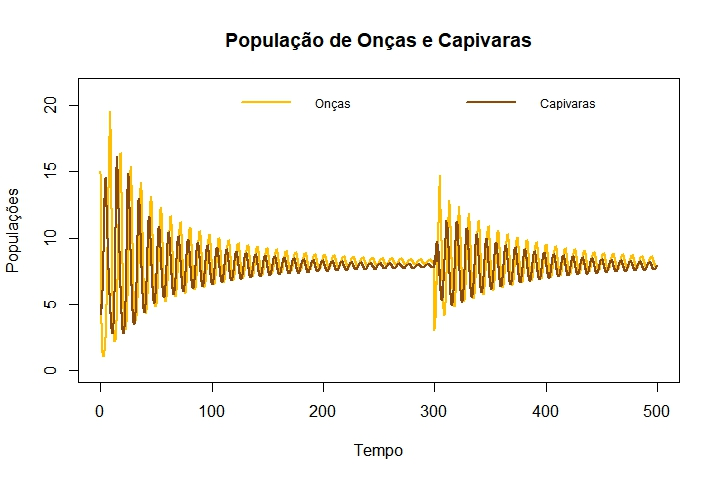 População de Onças e Capivaras
Onças
Capivaras
20
15
10
5
0
Populações
0
100
200
300
400
500
Tempo